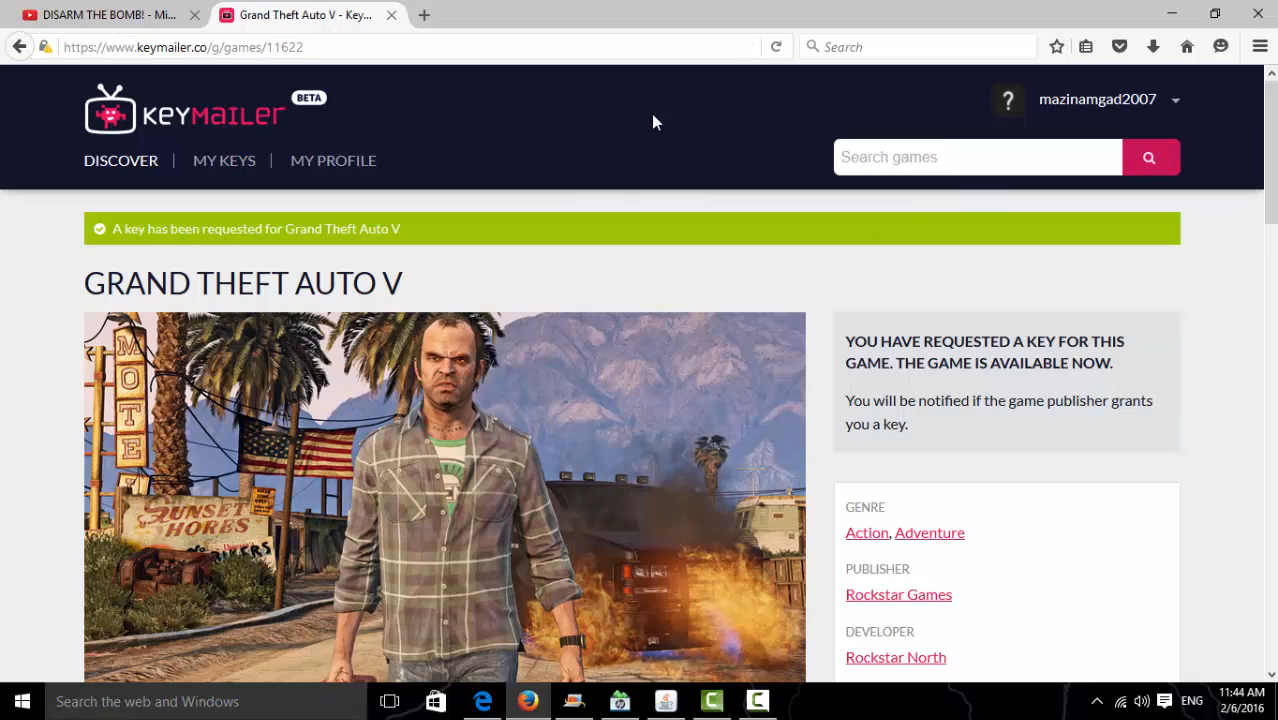 DISARM THE BOMB! - Mi...
Grand Theft Auto V - Key...
https://www.keymailer.co/g/games/11622
Search
KEYMAILER
BETA
?
mazinamgad2007
DISCOVER
MY KEYS
MY PROFILE
Search games
A key has been requested for Grand Theft Auto V
GRAND THEFT AUTO V
MOTE
SUNSET
SHORES
YOU HAVE REQUESTED A KEY FOR THIS
GAME. THE GAME IS AVAILABLE NOW.
You will be notified if the game publisher grants
you a key.
GENRE
Action, Adventure
PUBLISHER
Rockstar Games
DEVELOPER
Rockstar North
Search the web and Windows
ENG
11:44 AM
2/6/2016